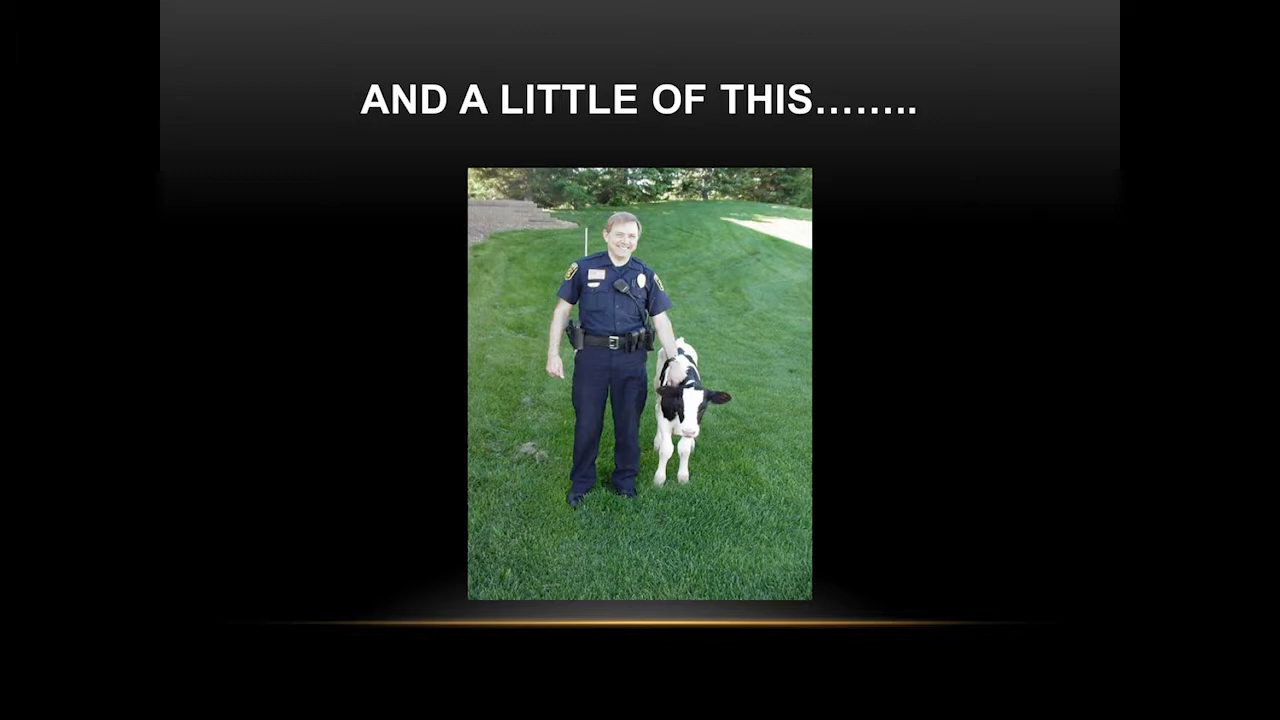 AND A LITTLE OF THIS........